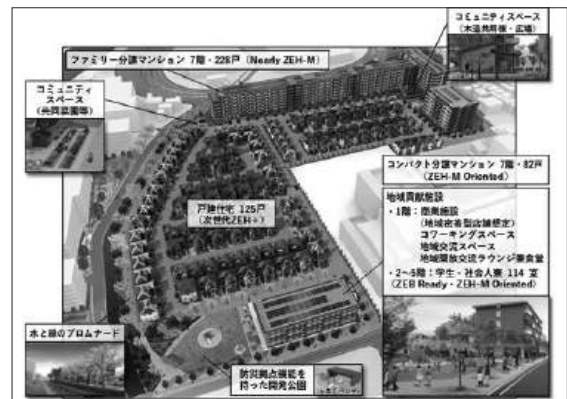 コミュニティスペース
(木造共用棟・広場)
ファミリー分譲マンション 7階・228戸 (Nearly ZEH-M)
コミュニティ
スペース
(共同菜園等)
コンパクト分譲マンション 7階・82戸
(ZEH-M Oriented)
戸建住宅 125戸
(次世代ZEH+)
地域貢献施設
・1階:商業施設
(地域密着型店舗想定)
コワーキングスペース
地域交流スペース
地域開放交流ラウンジ兼食堂
・2~5階:学生・社会人寮 114 室
(ZEB Ready・ZEH-M Oriented)
水と緑のプロムナード
防災拠点機能を
持った開発公園